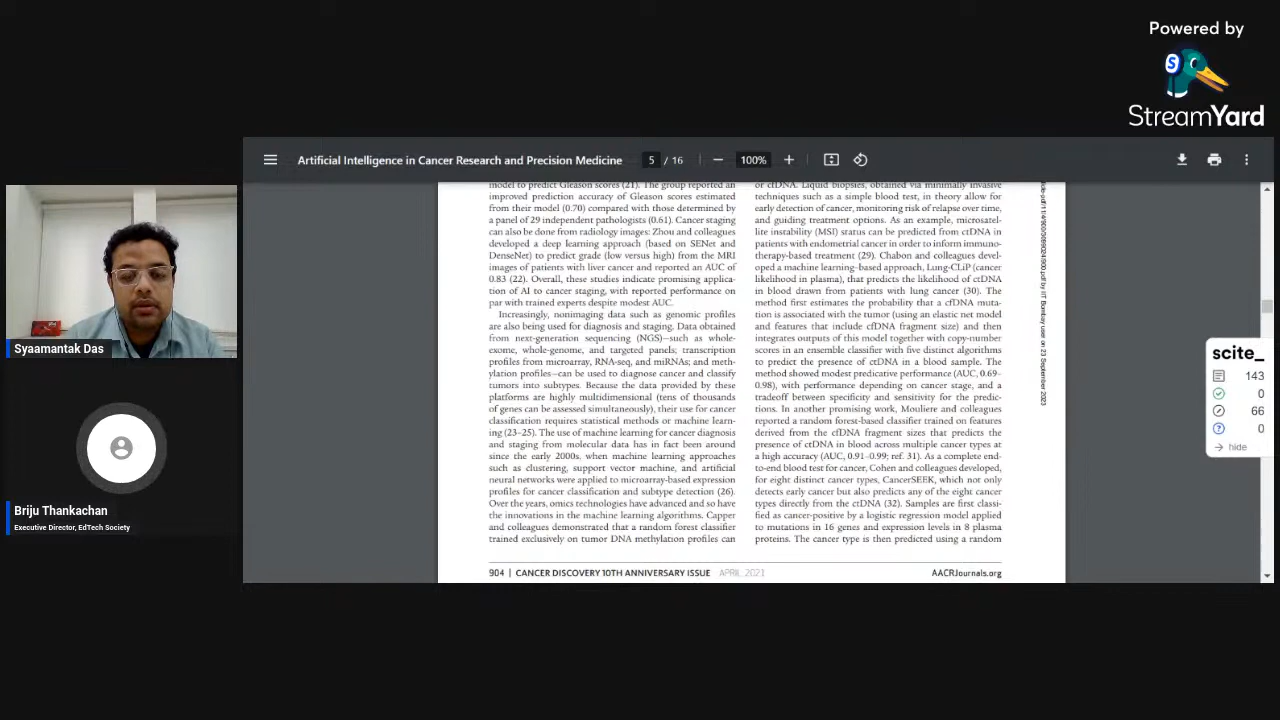 Powered by
StreamYard
Artificial Intelligence in Cancer Research and Precision Medicine
5 / 16
100%
Syaamantak Das
Briju Thankachan
Executive Director, EdTech Society
model to predict Gleason scores (21). The group reported an
improved prediction accuracy of Gleason scores estimated
from their model (0.70) compared with those determined by
a panel of 29 independent pathologists (0.61). Cancer staging
can also be done from radiology images: Zhou and colleagues
developed a deep learning approach (based on SENet and
DenseNet) to predict grade (low versus high) from the MRI
images of patients with liver cancer and reported an AUC of
0.83 (22). Overall, these studies indicate promising applica-
tion of AI to cancer staging, with reported performance on
par with trained experts despite modest AUC.
Increasingly, nonimaging data such as genomic profiles
are also being used for diagnosis and staging. Data obtained
from next-generation sequencing (NGS)—such as whole-
exome, whole-genome, and targeted panels; transcription
profiles from microarray, RNA-seq, and miRNAs; and meth-
ylation profiles—can be used to diagnose cancer and classify
tumors into subtypes. Because the data provided by these
platforms are highly multidimensional (tens of thousands
of genes can be assessed simultaneously), their use for cancer
classification requires statistical methods or machine learn-
ing (23–25). The use of machine learning for cancer diagnosis
and staging from molecular data has in fact been around
since the early 2000s, when machine learning approaches
such as clustering, support vector machine, and artificial
neural networks were applied to microarray-based expression
profiles for cancer classification and subtype detection (26).
Over the years, omics technologies have advanced and so have
the innovations in the machine learning algorithms. Capper
and colleagues demonstrated that a random forest classifier
trained exclusively on tumor DNA methylation profiles can
or cfDNA. Liquid biopsies, obtained via minimally invasive
techniques such as a simple blood test, in theory allow for
early detection of cancer, monitoring risk of relapse over time,
and guiding treatment options. As an example, microsatel-
lite instability (MSI) status can be predicted from ctDNA in
patients with endometrial cancer in order to inform immuno-
therapy-based treatment (29). Chabon and colleagues devel-
oped a machine learning–based approach, Lung-CLiP (cancer
likelihood in plasma), that predicts the likelihood of ctDNA
in blood drawn from patients with lung cancer (30). The
method first estimates the probability that a cfDNA muta-
tion is associated with the tumor (using an elastic net model
and features that include cfDNA fragment size) and then
integrates outputs of this model together with copy-number
scores in an ensemble classifier with five distinct algorithms
to predict the presence of ctDNA in a blood sample. The
method showed modest predicative performance (AUC, 0.69–
0.98), with performance depending on cancer stage, and a
tradeoff between specificity and sensitivity for the predic-
tions. In another promising work, Mouliere and colleagues
reported a random forest-based classifier trained on features
derived from the cfDNA fragment sizes that predicts the
presence of ctDNA in blood across multiple cancer types at
a high accuracy (AUC, 0.91–0.99; ref. 31). As a complete end-
to-end blood test for cancer, Cohen and colleagues developed,
for eight distinct cancer types, CancerSEEK, which not only
detects early cancer but also predicts any of the eight cancer
types directly from the ctDNA (32). Samples are first classi-
fied as cancer-positive by a logistic regression model applied
to mutations in 16 genes and expression levels in 8 plasma
proteins. The cancer type is then predicted using a random
by IIT Bombay user on 23 September 2023
904 | CANCER DISCOVERY 10TH ANNIVERSARY ISSUE APRIL 2021
AACRJournals.org
scite_
143
0
66
0
hide